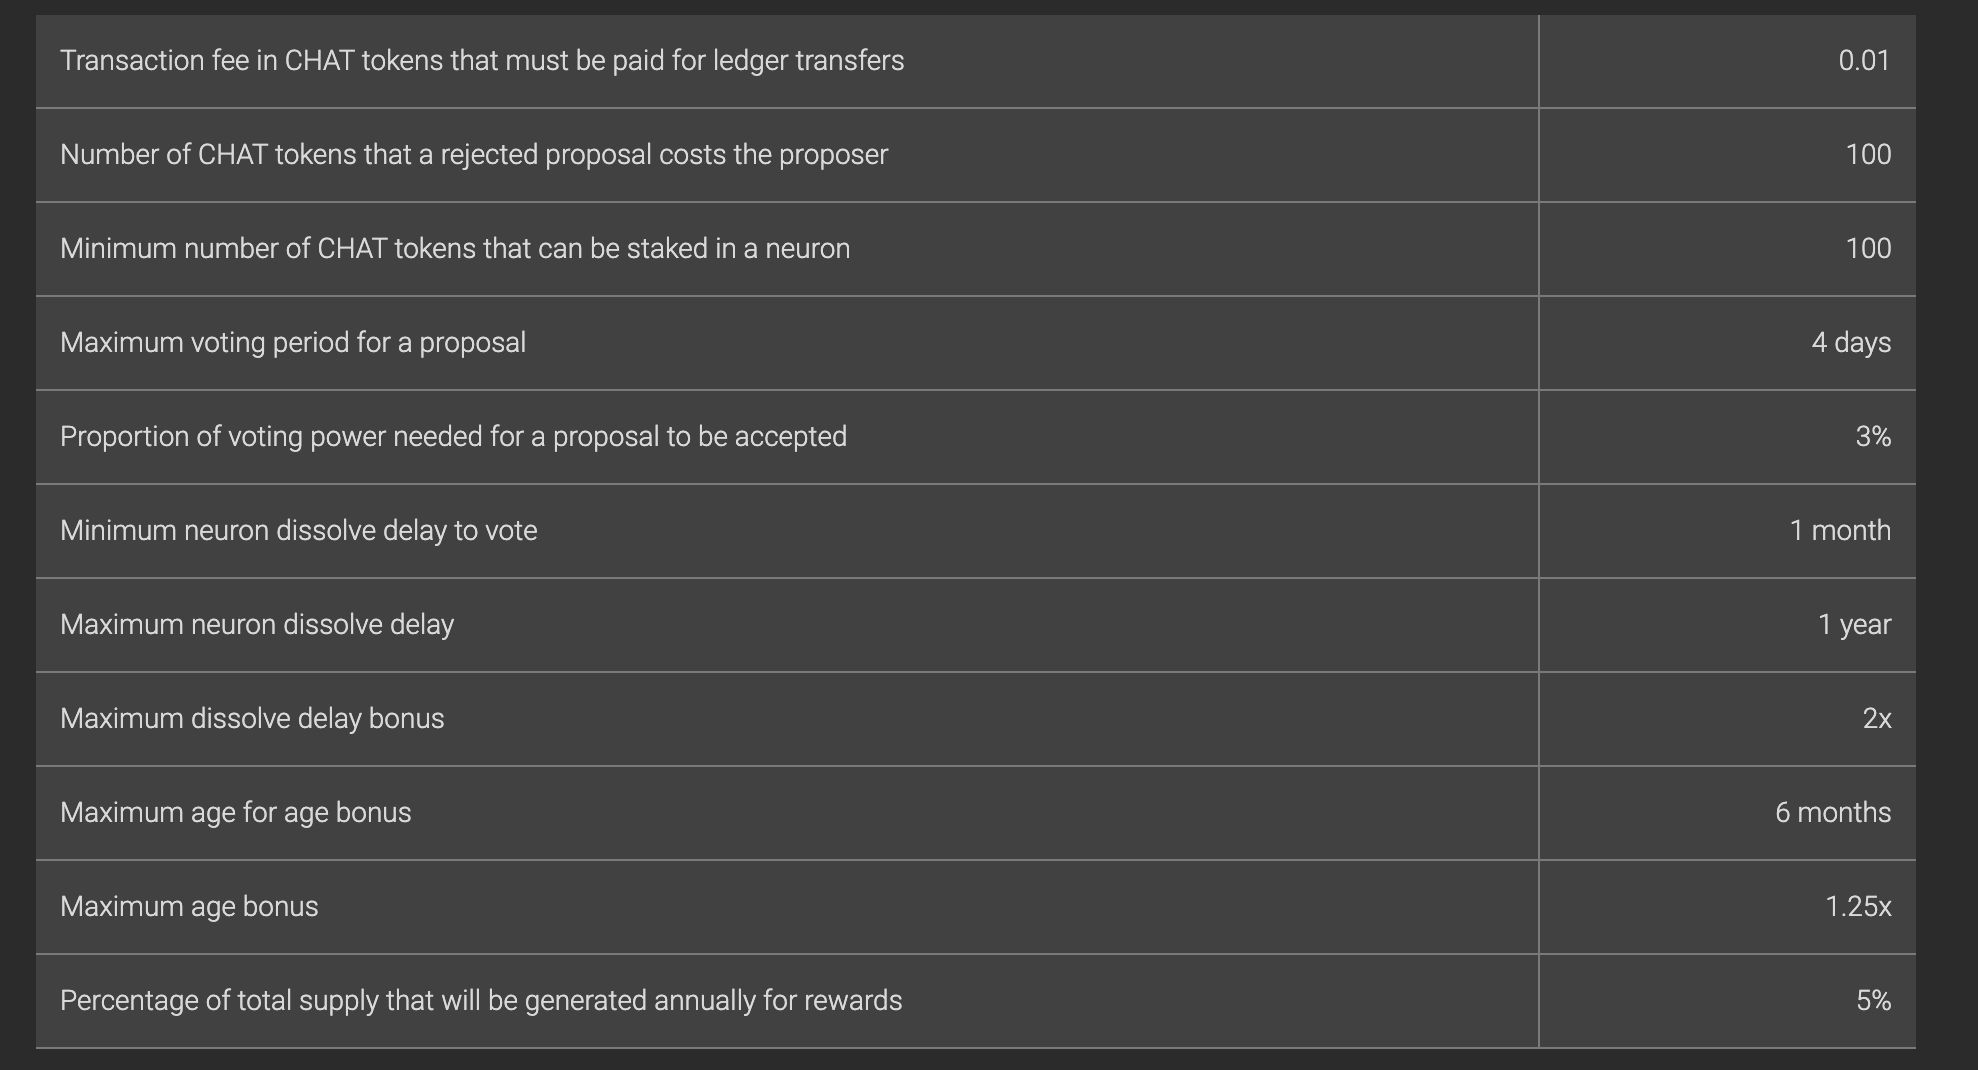 Transaction fee in CHAT tokens that must be paid for ledger transfers 0.01
Number of CHAT tokens that a rejected proposal costs the proposer 100
Minimum number of CHAT tokens that can be staked in a neuron 100
Maximum voting period for a proposal 4 days
Proportion of voting power needed for a proposal to be accepted 3%
Minimum neuron dissolve delay to vote 1 month
Maximum neuron dissolve delay 1 year
Maximum dissolve delay bonus 2x
Maximum age for age bonus 6 months
Maximum age bonus 1.25x
Percentage of total supply that will be generated annually for rewards 5%